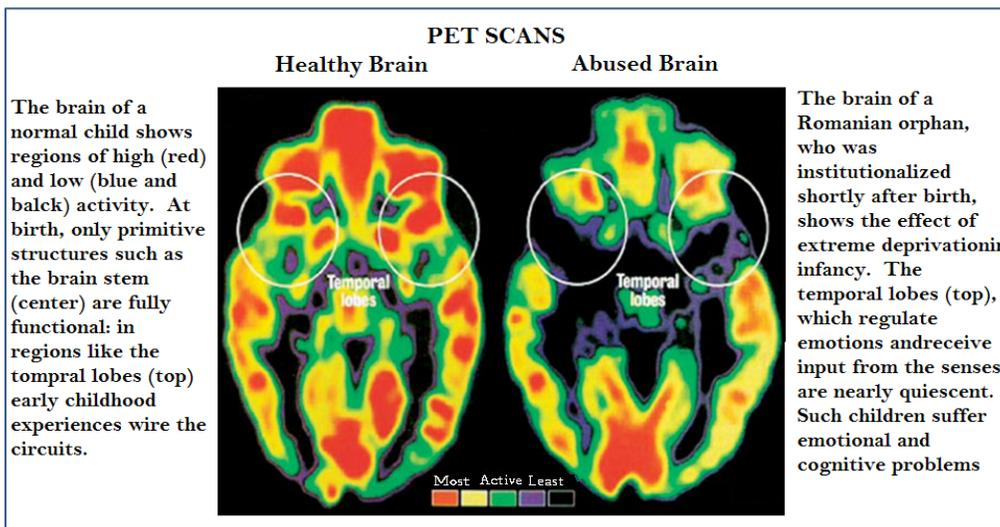 PET SCANS
Healthy Brain
Abused Brain
The brain of a
normal child shows
regions of high (red)
and low (blue and
balck) activity. At
birth, only primitive
structures such as
the brain stem
(center) are fully
functional: in
regions like the
tompral lobes (top)
early childhood
experiences wire the
circuits.
Temporal
lobes
Temporal
lobes
Most Active Least
The brain of a
Romanian orphan,
who was
institutionalized
shortly after birth,
shows the effect of
extreme deprivationin
infancy. The
temporal lobes (top),
which regulate
emotions andreceive
input from the senses
are nearly quiescent.
Such children suffer
emotional and
cognitive problems